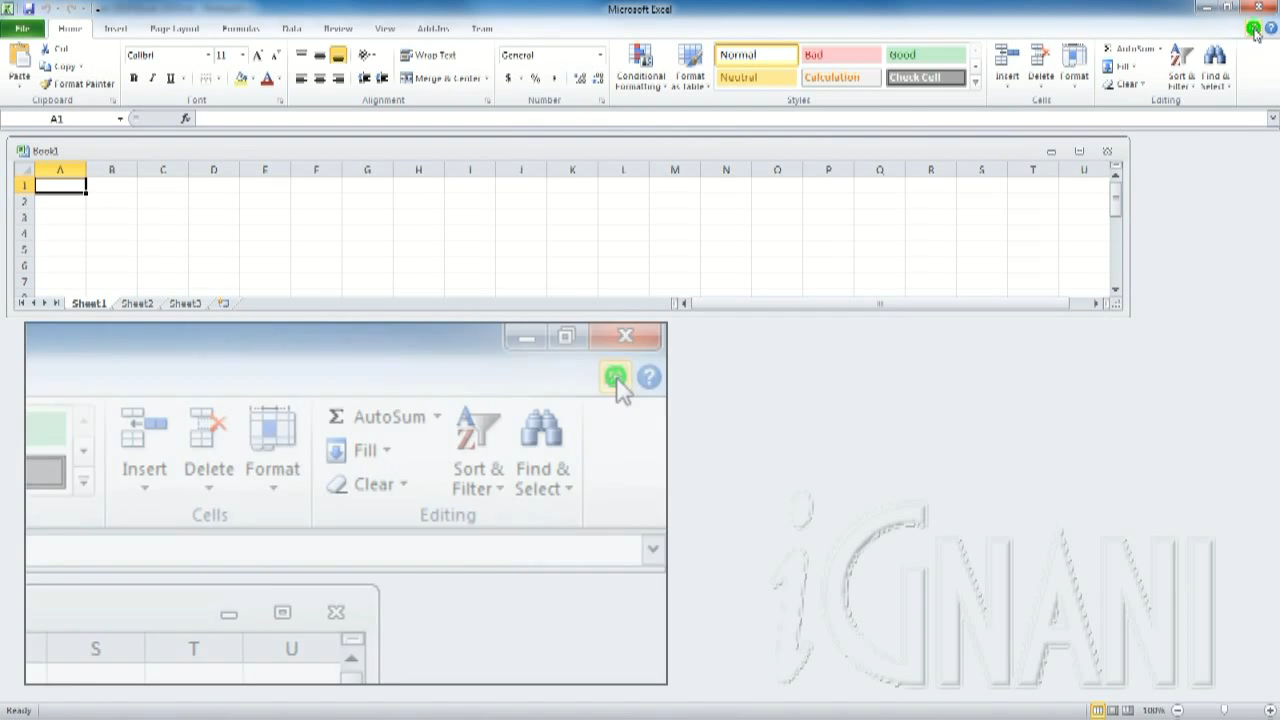 Microsoft Excel
File Home Insert Page Layout Formulas Data Review View Add-Ins Team
Paste
Cut
Copy
Format Painter
Clipboard
Calibri 11
B I U A
Font
Wrap Text
Merge & Center
Alignment
General
$ % ,
Number
Conditional
Formatting
Format
as Table
Normal Bad Good
Neutral Calculation Check Cell
Styles
Insert Delete Format
Cells
Σ AutoSum
Fill
Clear
Sort &
Filter
Find &
Select
Editing
A1 fx
Book1
A B C D E F G H I J K L M N O P Q R S T U
1
2
3
4
5
6
7
Sheet1 Sheet2 Sheet3
Insert Delete Format
Cells
Σ AutoSum
Fill
Clear
Sort &
Filter
Find &
Select
Editing
S T U
iGNANI
Ready 100%